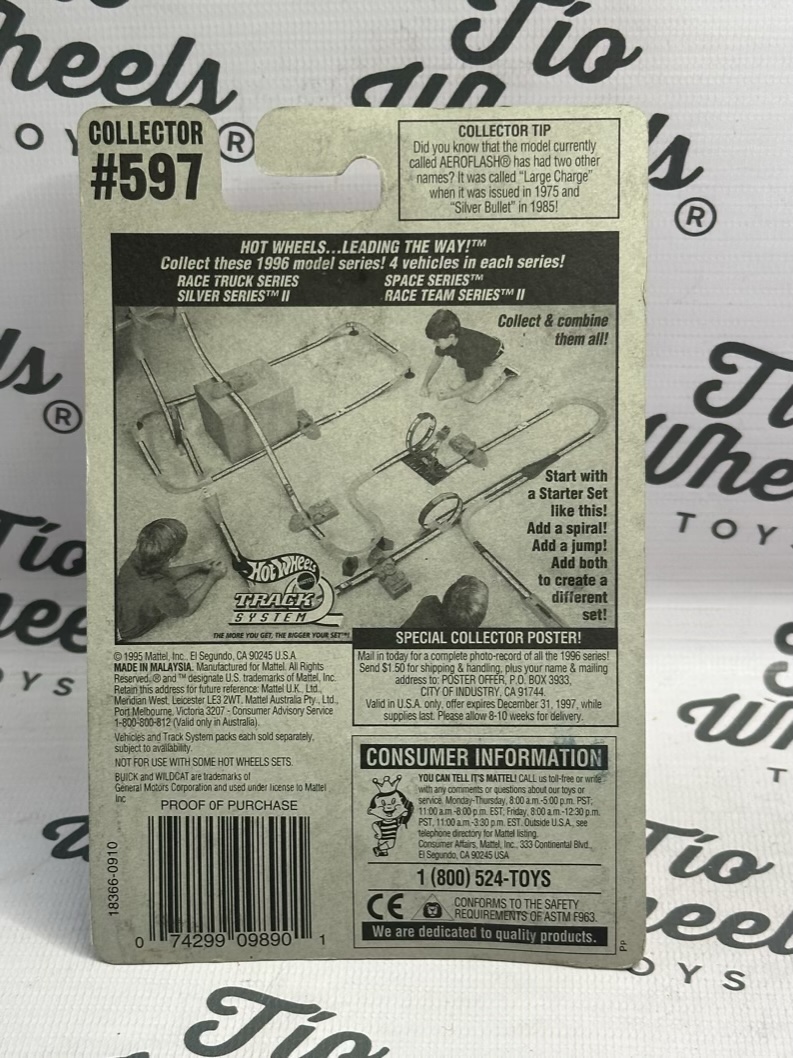 COLLECTOR
#597
COLLECTOR TIP
Did you know that the model currently
called AEROFLASH® has had two other
names? It was called "Large Charge"
when it was issued in 1975 and
"Silver Bullet" in 1985!
HOT WHEELS...LEADING THE WAY!™
Collect these 1996 model series! 4 vehicles in each series!
RACE TRUCK SERIES
SILVER SERIES™ II
SPACE SERIES™
RACE TEAM SERIES™ II
Collect & combine
them all!
Start with
a Starter Set
like this!
Add a spiral!
Add a jump!
Add both
to create a
different
set!
Hot Wheels
TRACK
SYSTEM
THE MORE YOU GET, THE BIGGER YOUR SET™!
© 1995 Mattel, Inc., El Segundo, CA 90245 U.S.A.
MADE IN MALAYSIA. Manufactured for Mattel. All Rights
Reserved. ® and ™ designate U.S. trademarks of Mattel, Inc.
Retain this address for future reference: Mattel U.K. Ltd.,
Meridian West, Leicester LE3 2WT. Mattel Australia Pty., Ltd.,
Port Melbourne, Victoria 3207 - Consumer Advisory Service
1-800-800-812 (Valid only in Australia).
Vehicles and Track System packs each sold separately,
subject to availability.
NOT FOR USE WITH SOME HOT WHEELS SETS.
BUICK and WILDCAT are trademarks of
General Motors Corporation and used under license to Mattel
Inc
PROOF OF PURCHASE
18366-0910
0 74299 09890 1
SPECIAL COLLECTOR POSTER!
Mail in today for a complete photo-record of all the 1996 series!
Send $1.50 for shipping & handling, plus your name & mailing
address to: POSTER OFFER, P.O. BOX 3933,
CITY OF INDUSTRY, CA 91744.
Valid in U.S.A. only, offer expires December 31, 1997, while
supplies last. Please allow 8-10 weeks for delivery.
CONSUMER INFORMATION
YOU CAN TELL IT'S MATTEL! CALL us toll-free or write
with any comments or questions about our toys or
service, Monday-Thursday, 8:00 a.m.-5:00 p.m. PST;
11:00 a.m.-8:00 p.m. EST; Friday, 8:00 a.m.-12:30 p.m.
PST, 11:00 a.m.-3:30 p.m. EST. Outside U.S.A., see
telephone directory for Mattel listing.
Consumer Affairs, Mattel, Inc., 333 Continental Blvd.,
El Segundo, CA 90245 USA
1 (800) 524-TOYS
CE
CONFORMS TO THE SAFETY
REQUIREMENTS OF ASTM F963.
We are dedicated to quality products.
Pp
Tío
Wheels
TOYS
®